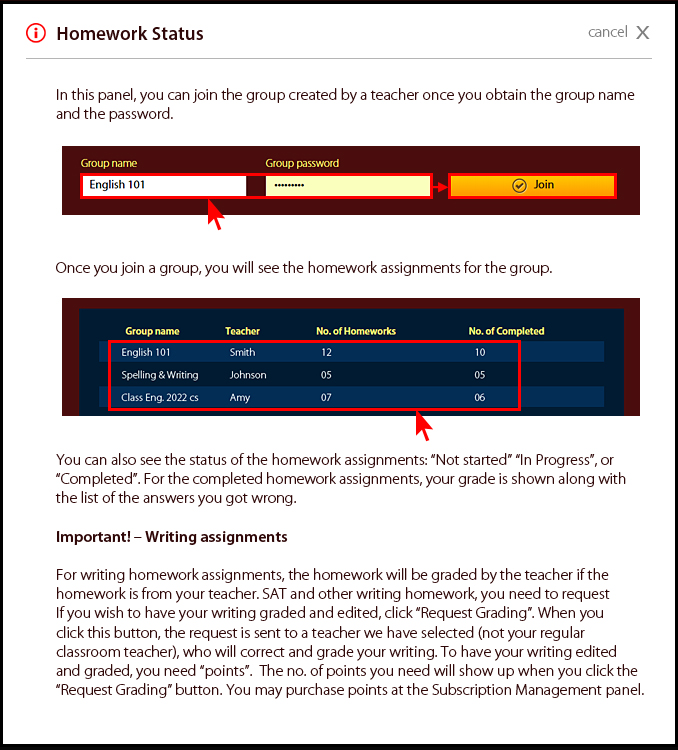 Homework Status
cancel X
In this panel, you can join the group created by a teacher once you obtain the group name
and the password.
Group name Group password
English 101 ••••••••• Join
Once you join a group, you will see the homework assignments for the group.
Group name Teacher No. of Homeworks No. of Completed
English 101 Smith 12 10
Spelling & Writing Johnson 05 05
Class Eng. 2022 cs Amy 07 06
You can also see the status of the homework assignments: “Not started” “In Progress”, or
“Completed”. For the completed homework assignments, your grade is shown along with
the list of the answers you got wrong.
Important! – Writing assignments
For writing homework assignments, the homework will be graded by the teacher if the
homework is from your teacher. SAT and other writing homework, you need to request
If you wish to have your writing graded and edited, click “Request Grading”. When you
click this button, the request is sent to a teacher we have selected (not your regular
classroom teacher), who will correct and grade your writing. To have your writing edited
and graded, you need “points”.  The no. of points you need will show up when you click the
“Request Grading” button. You may purchase points at the Subscription Management panel.